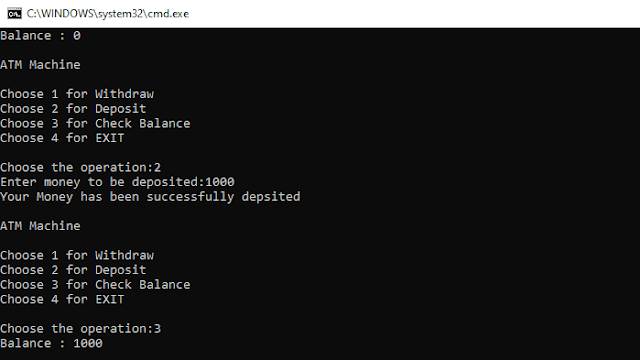 C:\WINDOWS\system32\cmd.exe
Balance : 0
ATM Machine
Choose 1 for Withdraw
Choose 2 for Deposit
Choose 3 for Check Balance
Choose 4 for EXIT
Choose the operation:2
Enter money to be deposited:1000
Your Money has been successfully depsited
ATM Machine
Choose 1 for Withdraw
Choose 2 for Deposit
Choose 3 for Check Balance
Choose 4 for EXIT
Choose the operation:3
Balance : 1000